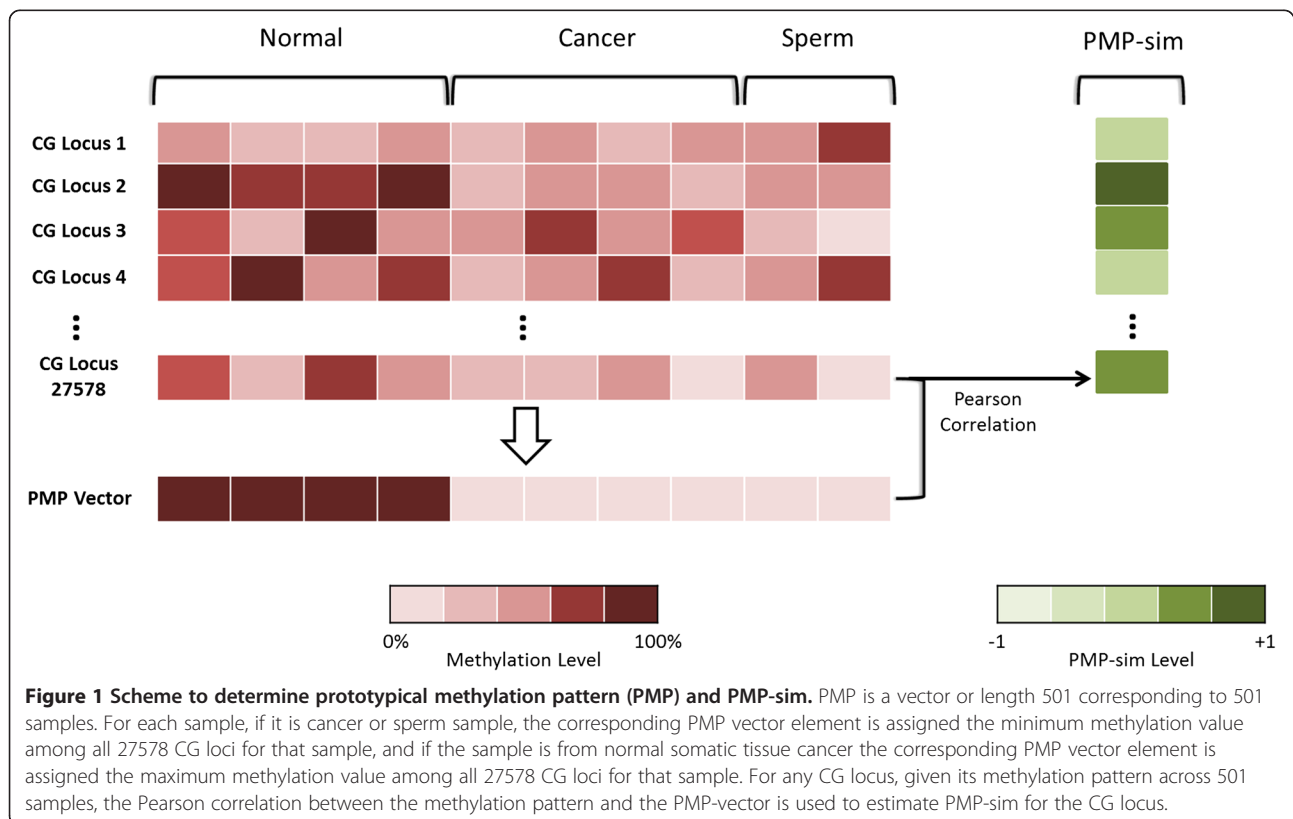 Normal Cancer Sperm PMP-sim
CG Locus 1
CG Locus 2
CG Locus 3
CG Locus 4
CG Locus
27578
Pearson
Correlation
PMP Vector
0% 100%
Methylation Level
-1 +1
PMP-sim Level
Figure 1 Scheme to determine prototypical methylation pattern (PMP) and PMP-sim. PMP is a vector or length 501 corresponding to 501
samples. For each sample, if it is cancer or sperm sample, the corresponding PMP vector element is assigned the minimum methylation value
among all 27578 CG loci for that sample, and if the sample is from normal somatic tissue cancer the corresponding PMP vector element is
assigned the maximum methylation value among all 27578 CG loci for that sample. For any CG locus, given its methylation pattern across 501
samples, the Pearson correlation between the methylation pattern and the PMP-vector is used to estimate PMP-sim for the CG locus.